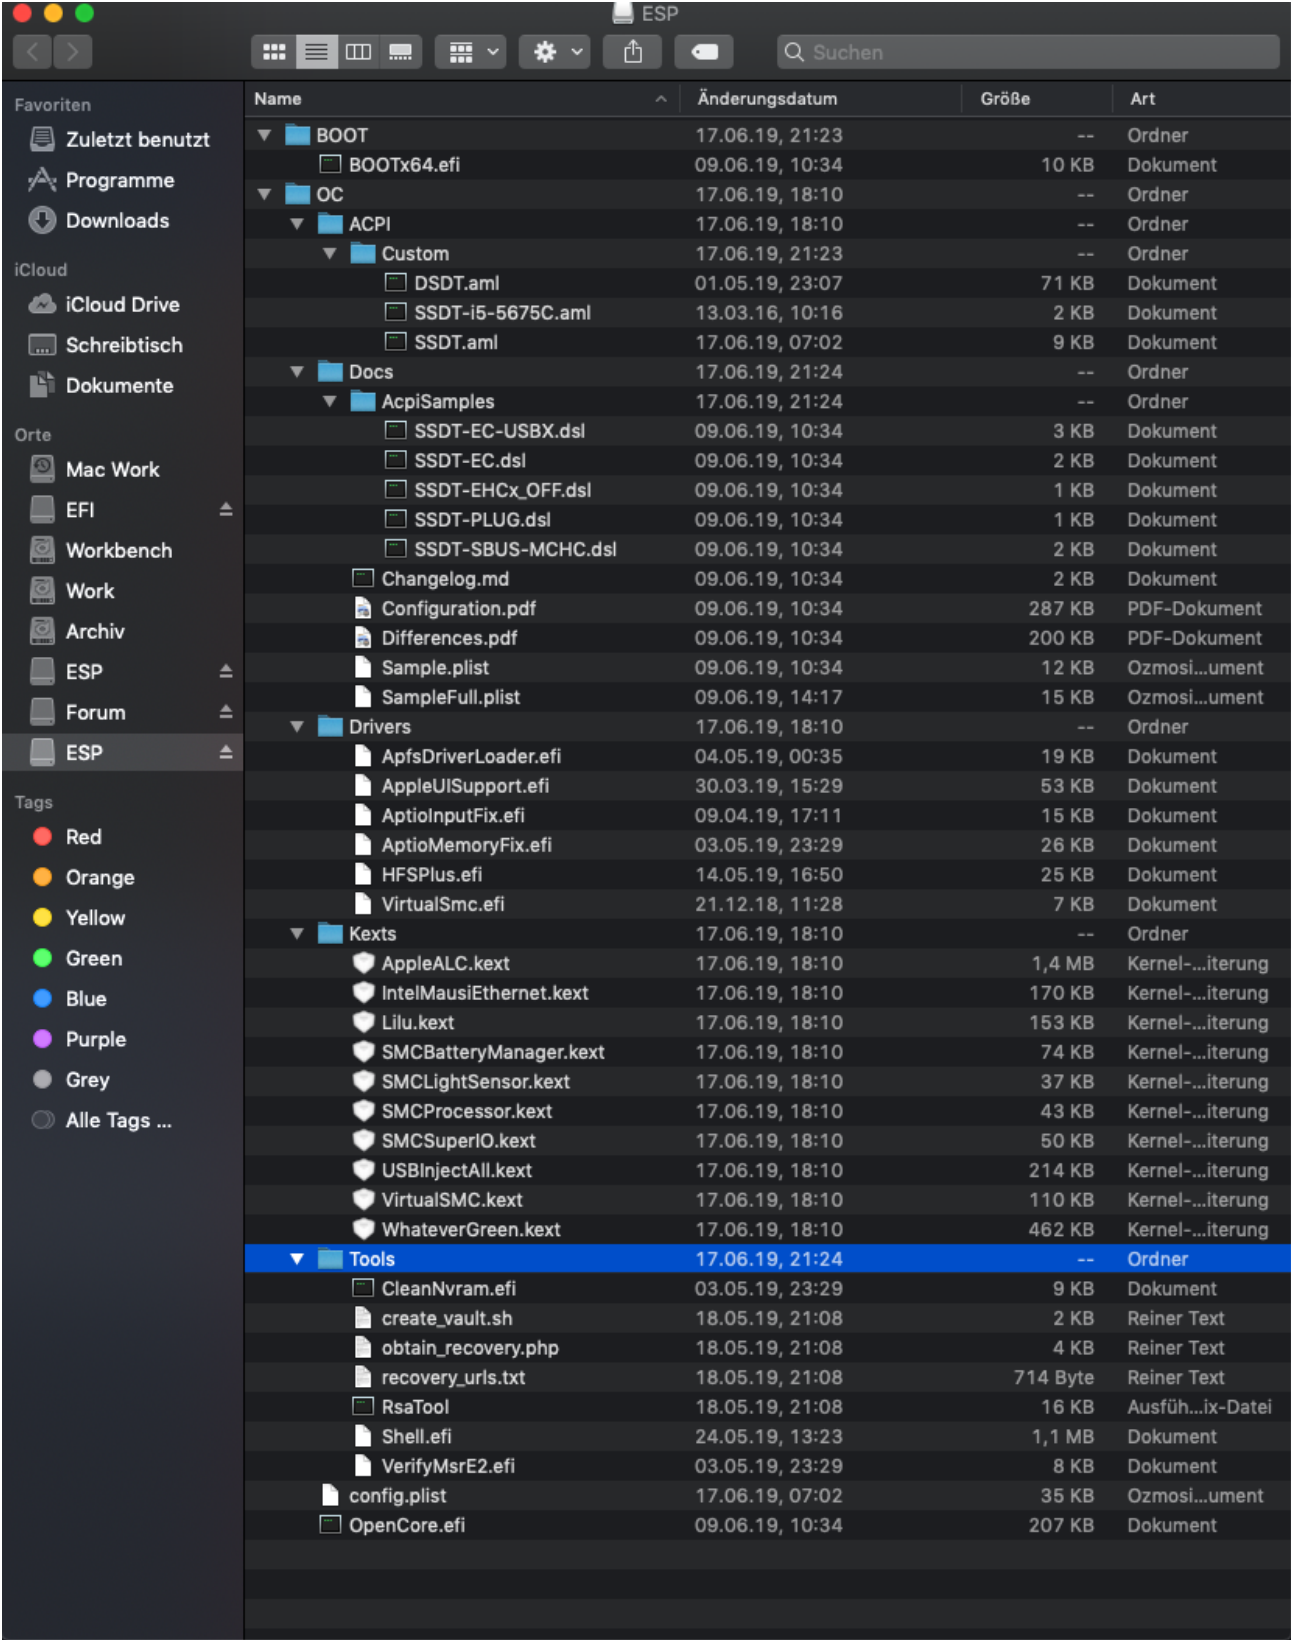 ESP
Suchen
Favoriten
Zuletzt benutzt
Programme
Downloads
iCloud
iCloud Drive
Schreibtisch
Dokumente
Orte
Mac Work
EFI
Workbench
Work
Archiv
ESP
Forum
ESP
Tags
Red
Orange
Yellow
Green
Blue
Purple
Grey
Alle Tags ...
Name Änderungsdatum Größe Art
BOOT 17.06.19, 21:23 -- Ordner
BOOTx64.efi 09.06.19, 10:34 10 KB Dokument
OC 17.06.19, 18:10 -- Ordner
ACPI 17.06.19, 18:10 -- Ordner
Custom 17.06.19, 21:23 -- Ordner
DSDT.aml 01.05.19, 23:07 71 KB Dokument
SSDT-i5-5675C.aml 13.03.16, 10:16 2 KB Dokument
SSDT.aml 17.06.19, 07:02 9 KB Dokument
Docs 17.06.19, 21:24 -- Ordner
AcpiSamples 17.06.19, 21:24 -- Ordner
SSDT-EC-USBX.dsl 09.06.19, 10:34 3 KB Dokument
SSDT-EC.dsl 09.06.19, 10:34 2 KB Dokument
SSDT-EHCx_OFF.dsl 09.06.19, 10:34 1 KB Dokument
SSDT-PLUG.dsl 09.06.19, 10:34 1 KB Dokument
SSDT-SBUS-MCHC.dsl 09.06.19, 10:34 2 KB Dokument
Changelog.md 09.06.19, 10:34 2 KB Dokument
Configuration.pdf 09.06.19, 10:34 287 KB PDF-Dokument
Differences.pdf 09.06.19, 10:34 200 KB PDF-Dokument
Sample.plist 09.06.19, 10:34 12 KB Ozmosi...ument
SampleFull.plist 09.06.19, 14:17 15 KB Ozmosi...ument
Drivers 17.06.19, 18:10 -- Ordner
ApfsDriverLoader.efi 04.05.19, 00:35 19 KB Dokument
AppleUISupport.efi 30.03.19, 15:29 53 KB Dokument
AptioInputFix.efi 09.04.19, 17:11 15 KB Dokument
AptioMemoryFix.efi 03.05.19, 23:29 26 KB Dokument
HFSPlus.efi 14.05.19, 16:50 25 KB Dokument
VirtualSmc.efi 21.12.18, 11:28 7 KB Dokument
Kexts 17.06.19, 18:10 -- Ordner
AppleALC.kext 17.06.19, 18:10 1,4 MB Kernel-...iterung
IntelMausiEthernet.kext 17.06.19, 18:10 170 KB Kernel-...iterung
Lilu.kext 17.06.19, 18:10 153 KB Kernel-...iterung
SMCBatteryManager.kext 17.06.19, 18:10 74 KB Kernel-...iterung
SMCLightSensor.kext 17.06.19, 18:10 37 KB Kernel-...iterung
SMCProcessor.kext 17.06.19, 18:10 43 KB Kernel-...iterung
SMCSuperIO.kext 17.06.19, 18:10 50 KB Kernel-...iterung
USBInjectAll.kext 17.06.19, 18:10 214 KB Kernel-...iterung
VirtualSMC.kext 17.06.19, 18:10 110 KB Kernel-...iterung
WhateverGreen.kext 17.06.19, 18:10 462 KB Kernel-...iterung
Tools 17.06.19, 21:24 -- Ordner
CleanNvram.efi 03.05.19, 23:29 9 KB Dokument
create_vault.sh 18.05.19, 21:08 2 KB Reiner Text
obtain_recovery.php 18.05.19, 21:08 4 KB Reiner Text
recovery_urls.txt 18.05.19, 21:08 714 Byte Reiner Text
RsaTool 18.05.19, 21:08 16 KB Ausfüh...ix-Datei
Shell.efi 24.05.19, 13:23 1,1 MB Dokument
VerifyMsrE2.efi 03.05.19, 23:29 8 KB Dokument
config.plist 17.06.19, 07:02 35 KB Ozmosi...ument
OpenCore.efi 09.06.19, 10:34 207 KB Dokument